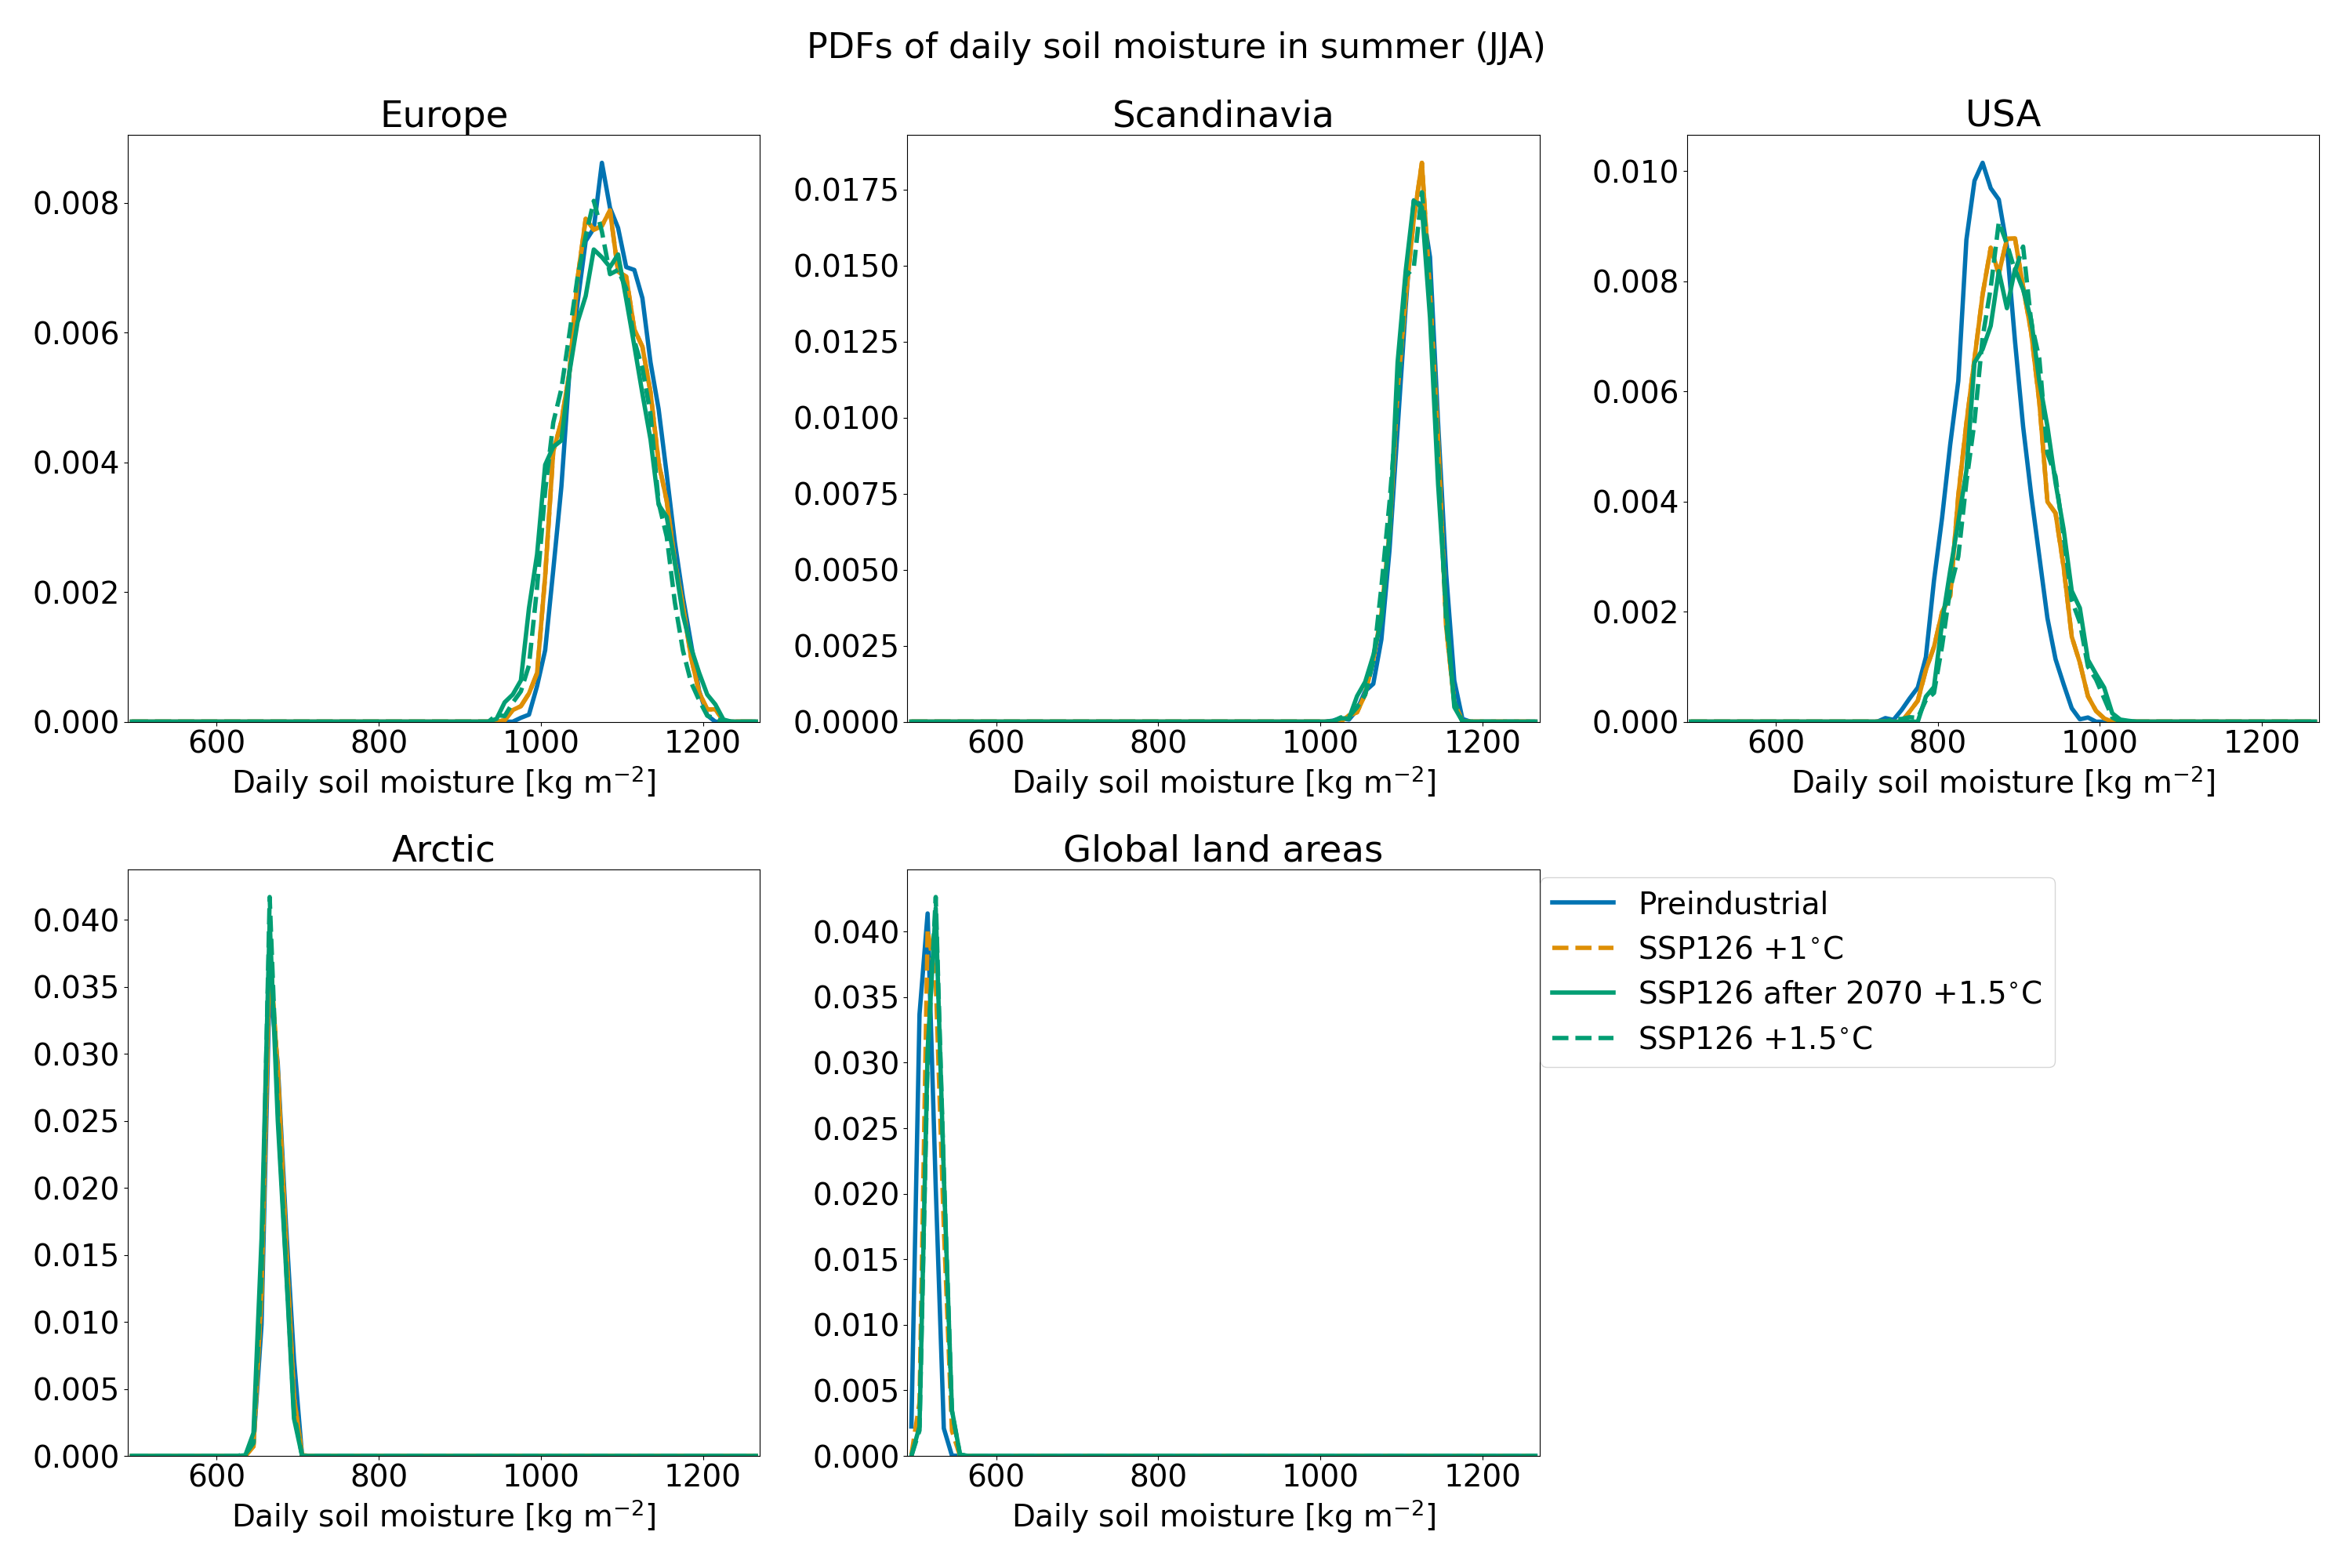 PDFs of daily soil moisture in summer (JJA)
Europe
0.008
0.006
0.004
0.002
0.000
600 800 1000 1200
Daily soil moisture [kg m⁻²]
Scandinavia
0.0175
0.0150
0.0125
0.0100
0.0075
0.0050
0.0025
0.0000
600 800 1000 1200
Daily soil moisture [kg m⁻²]
USA
0.010
0.008
0.006
0.004
0.002
0.000
600 800 1000 1200
Daily soil moisture [kg m⁻²]
Arctic
0.040
0.035
0.030
0.025
0.020
0.015
0.010
0.005
0.000
600 800 1000 1200
Daily soil moisture [kg m⁻²]
Global land areas
0.040
0.035
0.030
0.025
0.020
0.015
0.010
0.005
0.000
600 800 1000 1200
Daily soil moisture [kg m⁻²]
Preindustrial
SSP126 +1°C
SSP126 after 2070 +1.5°C
SSP126 +1.5°C